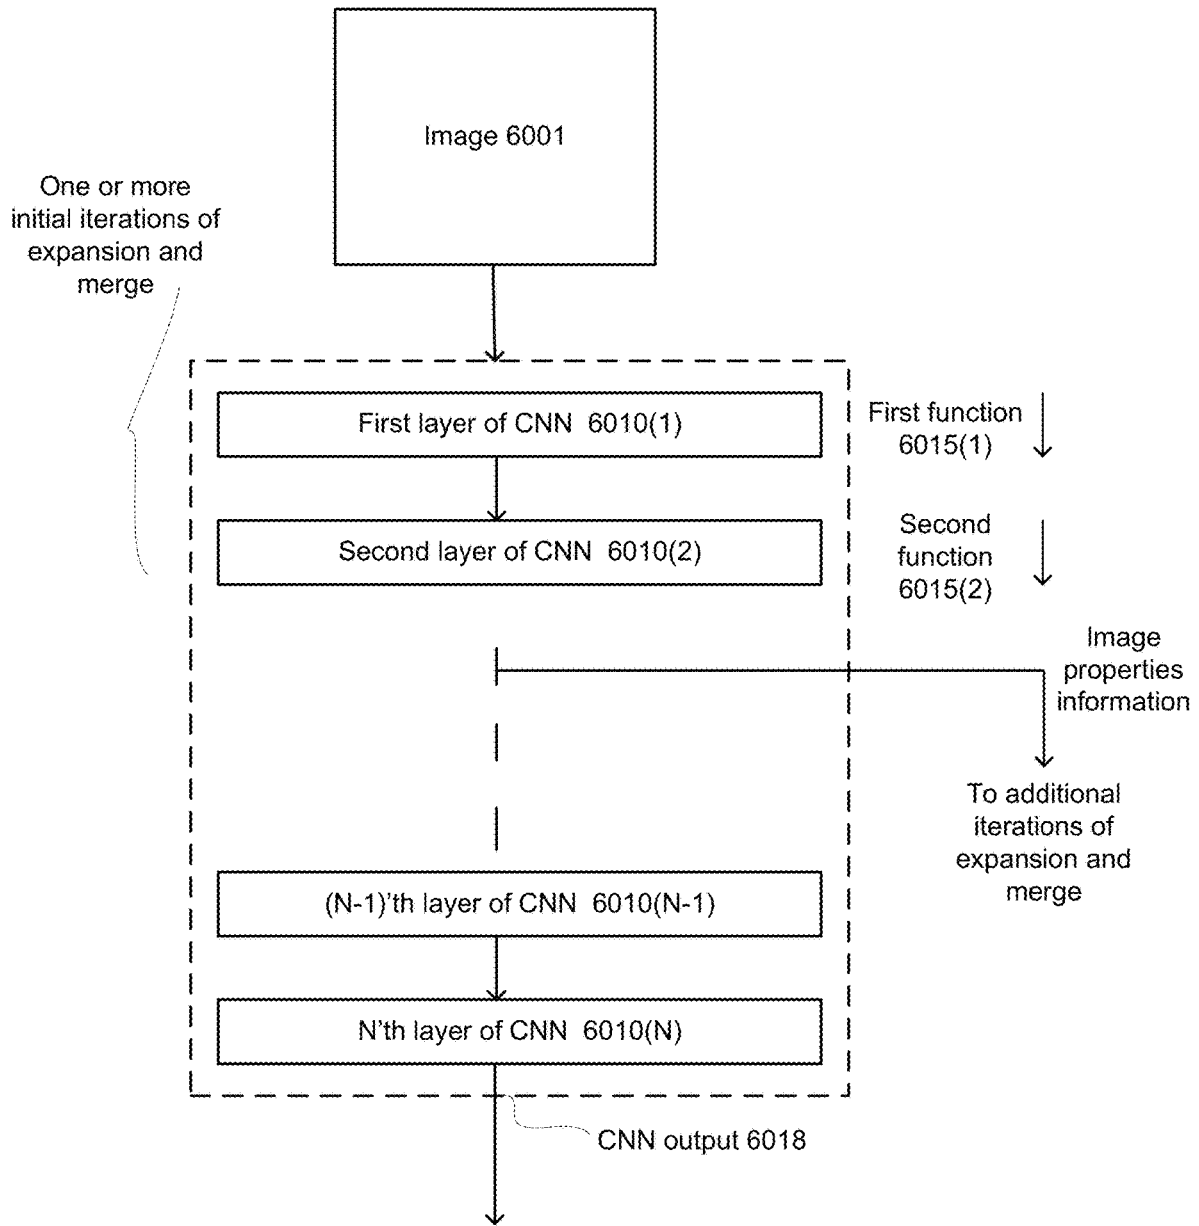 Image 6001
One or more
initial iterations of
expansion and
merge
First layer of CNN 6010(1)
First function
6015(1)
Second layer of CNN 6010(2)
Second
function
6015(2)
Image
properties
information
To additional
iterations of
expansion and
merge
(N-1)'th layer of CNN 6010(N-1)
N'th layer of CNN 6010(N)
CNN output 6018